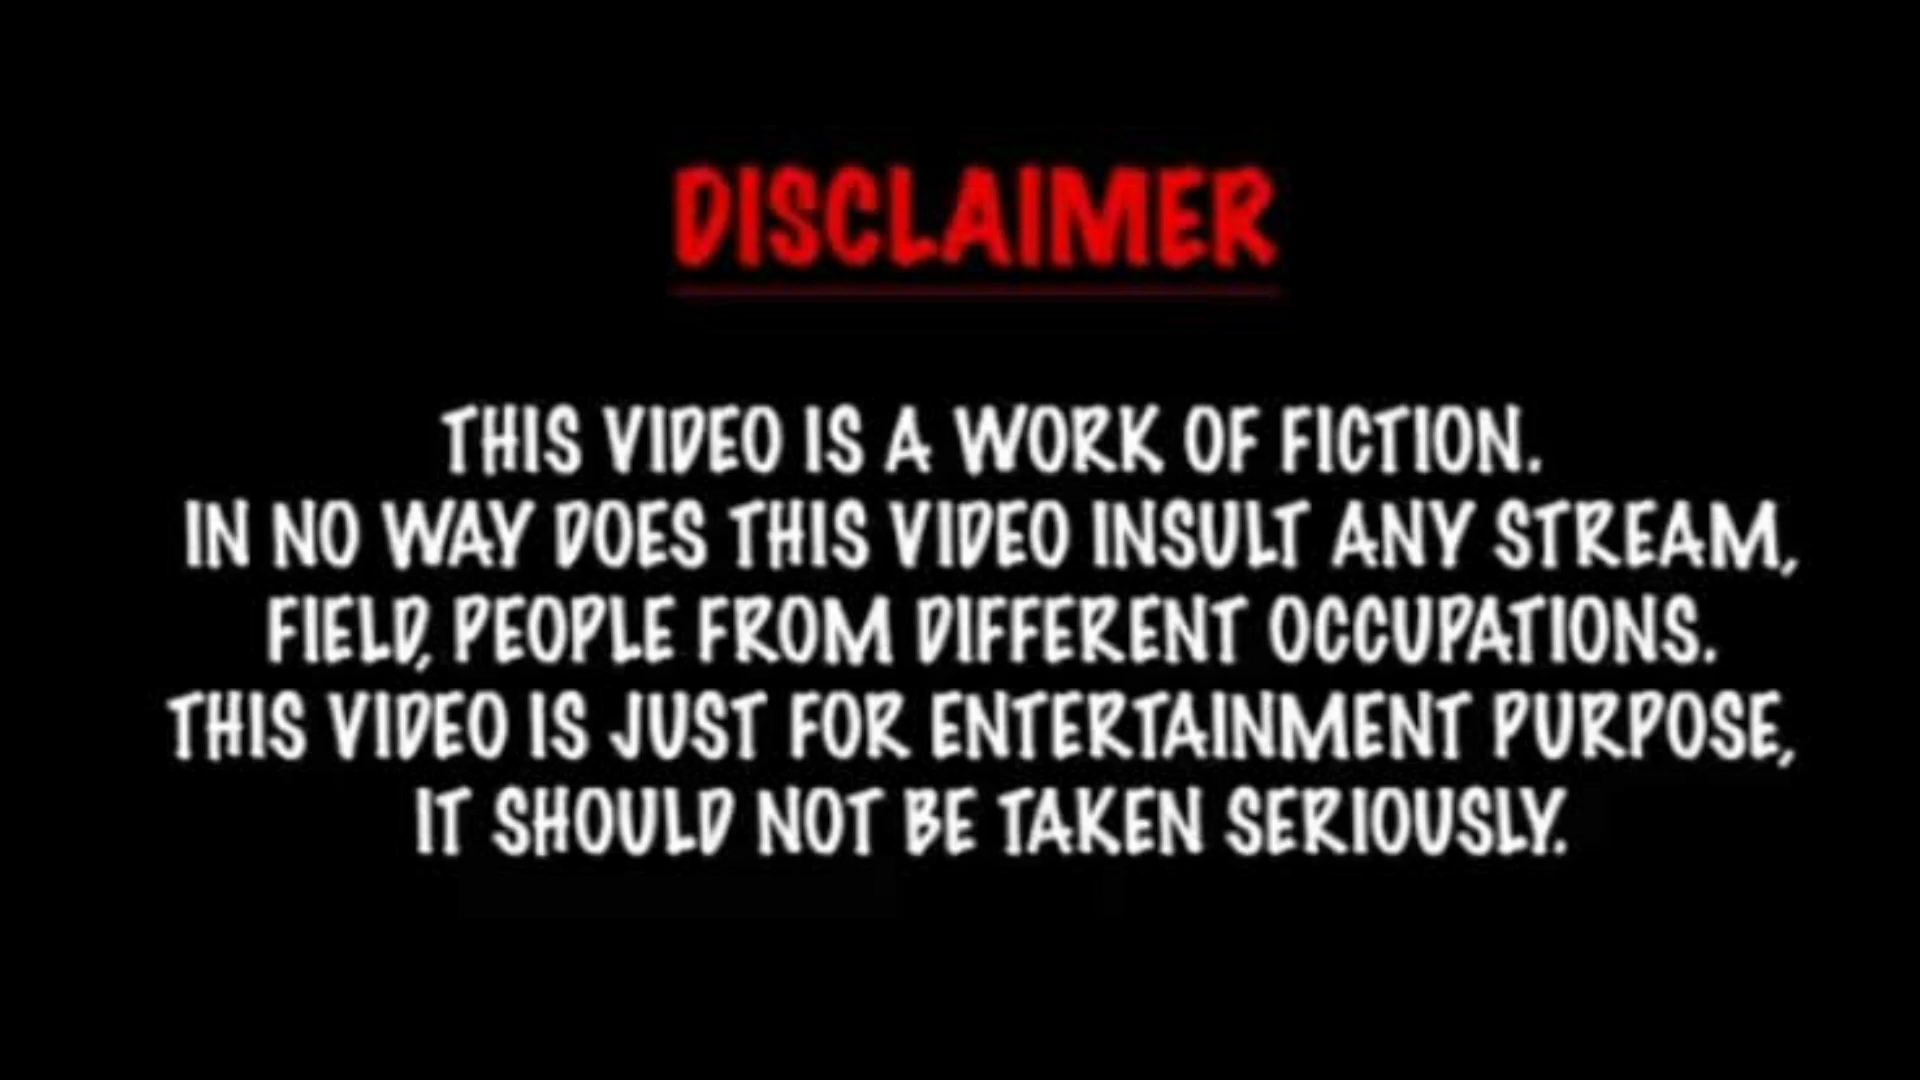 DISCLAIMER
THIS VIDEO IS A WORK OF FICTION.
IN NO WAY DOES THIS VIDEO INSULT ANY STREAM,
FIELD, PEOPLE FROM DIFFERENT OCCUPATIONS.
THIS VIDEO IS JUST FOR ENTERTAINMENT PURPOSE,
IT SHOULD NOT BE TAKEN SERIOUSLY.